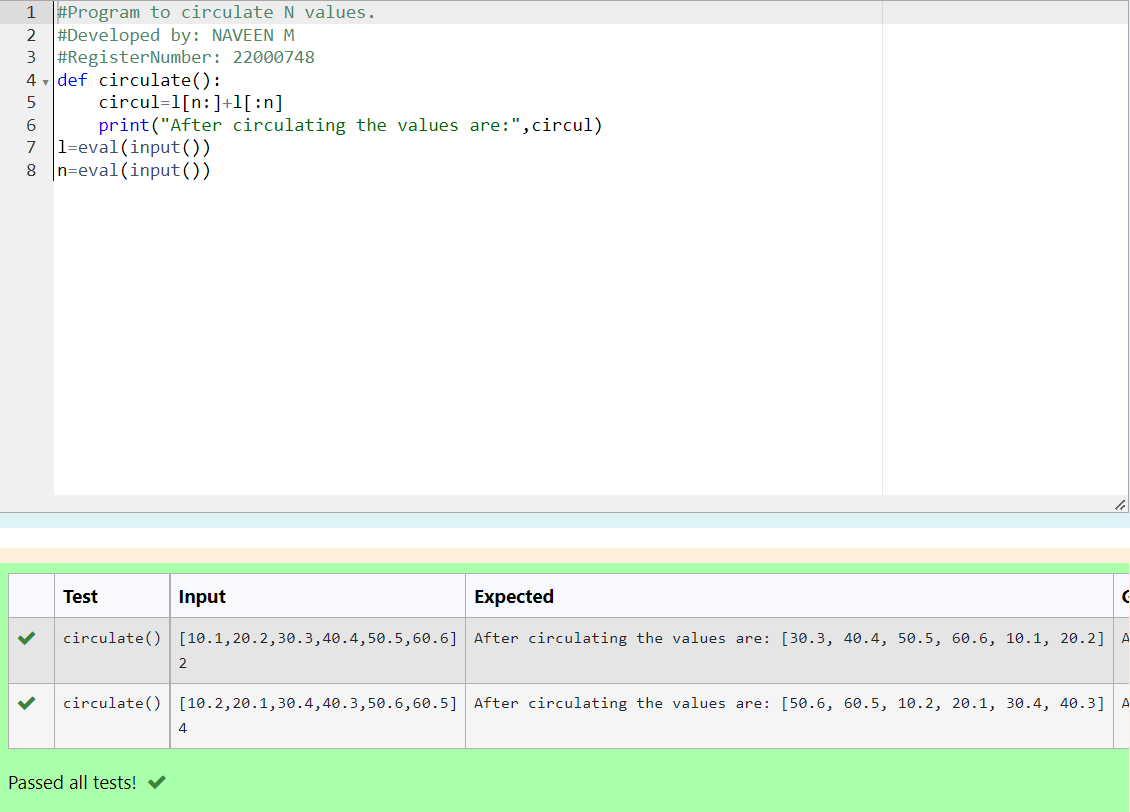 1 #Program to circulate N values.
2 #Developed by: NAVEEN M
3 #RegisterNumber: 22000748
4 def circulate():
5     circul=l[n:]+l[:n]
6     print("After circulating the values are:",circul)
7 l=eval(input())
8 n=eval(input())
Test Input Expected
circulate() [10.1,20.2,30.3,40.4,50.5,60.6] After circulating the values are: [30.3, 40.4, 50.5, 60.6, 10.1, 20.2] A
2
circulate() [10.2,20.1,30.4,40.3,50.6,60.5] After circulating the values are: [50.6, 60.5, 10.2, 20.1, 30.4, 40.3] A
4
Passed all tests!